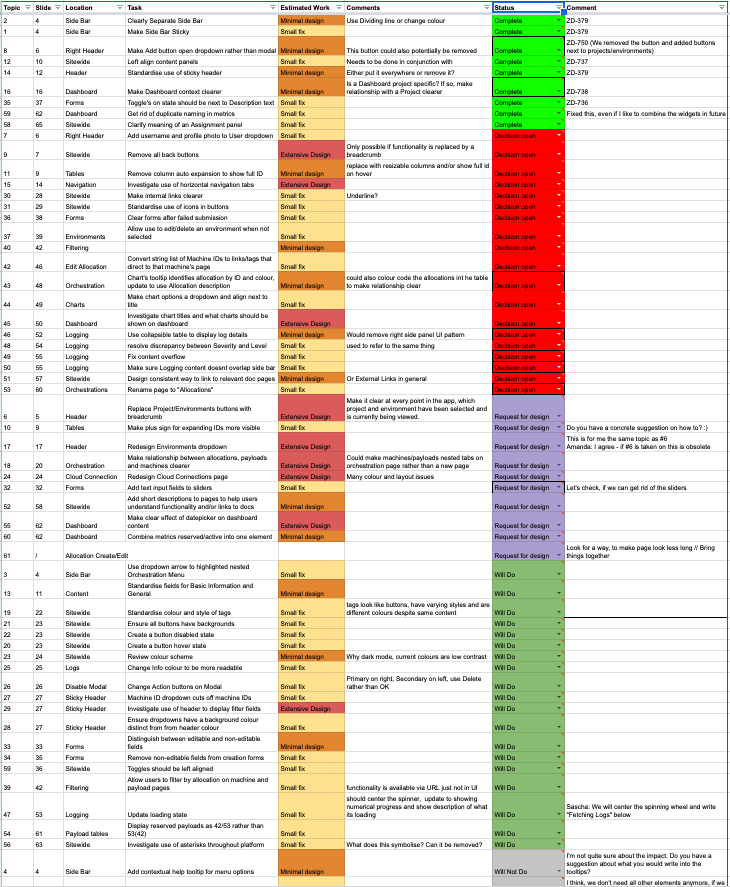 Topic Slide Location Task Estimated Work Comments Status Comment
2 4 Side Bar Clearly Separate Side Bar Minimal design Use Dividing line or change colour Complete ZD-379
1 4 Side Bar Make Side Bar Sticky Small fix Complete ZD-379
8 6 Right Header Make Add button open dropdown rather than modal Minimal design This button could also potentially be removed Complete ZD-750 (We removed the button and added buttons
next to projects/environments)
12 10 Sitewide Left align content panels Small fix Needs to be done in conjunction with Complete ZD-737
14 12 Header Standardise use of sticky header Minimal design Either put it everywhere or remove it? Complete ZD-379
16 16 Dashboard Make Dashboard context clearer Minimal design Is a Dashboard project specific? If so, make
relationship with a Project clearer Complete ZD-738
35 37 Forms Toggle's on state should be next to Description text Small fix Complete ZD-736
59 62 Dashboard Get rid of duplicate naming in metrics Small fix Complete Fixed this, even if I like to combine the widgets in future
58 65 Sitewide Clarify meaning of an Assignment panel Small fix Complete
7 6 Right Header Add username and profile photo to User dropdown Small fix Decision open
9 7 Sitewide Remove all back buttons Extensive Design Only possible if functionality is replaced by a
breadcrumb Decision open
11 9 Tables Remove column auto expansion to show full ID Minimal design replace with resizable columns and/or show full id
on hover Decision open
15 14 Navigation Investigate use of horizontal navigation tabs Extensive Design Decision open
30 28 Sitewide Make internal links clearer Small fix Underline? Decision open
31 29 Sitewide Standardise use of icons in buttons Small fix Decision open
36 38 Forms Clear forms after failed submission Small fix Decision open
37 39 Environments Allow use to edit/delete an environment when not
selected Small fix Decision open
40 42 Filtering Minimal design Decision open
42 46 Edit Allocation Convert string list of Machine IDs to links/tags
that direct to that machine's page Small fix Decision open
43 48 Orchestration Chart's tooltip identifies allocation by ID and colour,
update to use Allocation description Minimal design could also colour code the allocations int he table
to make relationship clear Decision open
44 49 Charts Make chart options a dropdown and align next to
title Small fix Decision open
45 50 Dashboard Investigate chart titles and what charts should be
shown on dashboard Extensive Design Decision open
46 52 Logging Use collapsible table to display log details Minimal design Would remove right side panel UI pattern Decision open
48 54 Logging resolve discrepancy between Severity and Level Small fix used to refer to the same thing Decision open
49 55 Logging Fix content overflow Small fix Decision open
50 55 Logging Make sure Logging content doesnt overlap side bar Small fix Decision open
51 57 Sitewide Design consistent way to link to relevant doc pages Minimal design Or External Links in general Decision open
53 60 Orchestrations Rename page to "Allocations" Small fix Decision open
6 5 Header Replace Project/Environments buttons with
breadcrumb Extensive Design Make it clear at every point in the app, which
project and environment have been selected and
is currently being viewed. Request for design
10 9 Tables Make plus sign for expanding IDs more visible Small fix Request for design Do you have a concrete suggestion on how to? :)
17 17 Header Redesign Environments dropdown Extensive Design Request for design This is for me the same topic as #6
Amanda: I agree - if #6 is taken on this is obsolete
18 20 Orchestration Make relationship between allocations, payloads
and machines clearer Extensive Design Could make machines/payloads nested tabs on
orchestration page rather than a new page Request for design
24 24 Cloud Connection Redesign Cloud Connections page Extensive Design Many colour and layout issues Request for design
32 32 Forms Add text input fields to sliders Small fix Request for design Let's check, if we can get rid of the sliders
52 58 Sitewide Add short descriptions to pages to help users
understand functionality and/or links to docs Minimal design Request for design
55 62 Dashboard Make clear effect of datepicker on dashboard
content Extensive Design Request for design
60 62 Dashboard Combine metrics reserved/active into one element Minimal design Request for design
61 / Allocation Create/Edit Request for design Look for a way, to make page look less long // Bring
things together
3 4 Side Bar Use dropdown arrow to highlighted nested
Orchestration Menu Small fix Will Do
13 11 Content Standardise fields for Basic Information and
General Minimal design Will Do
19 22 Sitewide Standardise colour and style of tags Small fix tags look like buttons, have varying styles and are
different colours despite same content Will Do
21 23 Sitewide Ensure all buttons have backgrounds Small fix Will Do
22 23 Sitewide Create a button disabled state Small fix Will Do
20 23 Sitewide Create a button hover state Small fix Will Do
23 24 Sitewide Review colour scheme Minimal design Why dark mode, current colours are low contrast Will Do
25 25 Logs Change Info colour to be more readable Small fix Will Do
26 26 Disable Modal Change Action buttons on Modal Small fix Primary on right, Secondary on left, use Delete
rather than OK Will Do
27 27 Sticky Header Machine ID dropdown cuts off machine IDs Small fix Will Do
29 27 Sticky Header Investigate use of header to display filter fields Extensive Design Will Do
28 27 Sticky Header Ensure dropdowns have a background colour
distinct from from header colour Small fix Will Do
33 33 Forms Distinguish between editable and non-editable
fields Minimal design Will Do
34 35 Forms Remove non-editable fields from creation forms Small fix Will Do
59 36 Sitewide Toggles should be left aligned Small fix Will Do
39 42 Filtering Allow users to filter by allocation on machine and
payload pages Small fix functionality is available via URL just not in UI Will Do
47 53 Logging Update loading state Small fix should center the spinner, update to showing
numerical progress and show description of what
its loading Will Do Sascha: We will center the spinning wheel and write
"Fetching Logs" below
54 61 Payload tables Display reserved payloads as 42/53 rather than
53(42) Small fix Will Do
56 63 Sitewide Investigate use of asterisks throughout platform Small fix What does this symbolise? Can it be removed? Will Do
4 4 Side Bar Add contextual help tooltip for menu options Minimal design Will Not Do I'm not quite sure about the impact. Do you have a
suggestion about what you would write into the
tooltips?
I think, we don't need all other elements anymore, if we